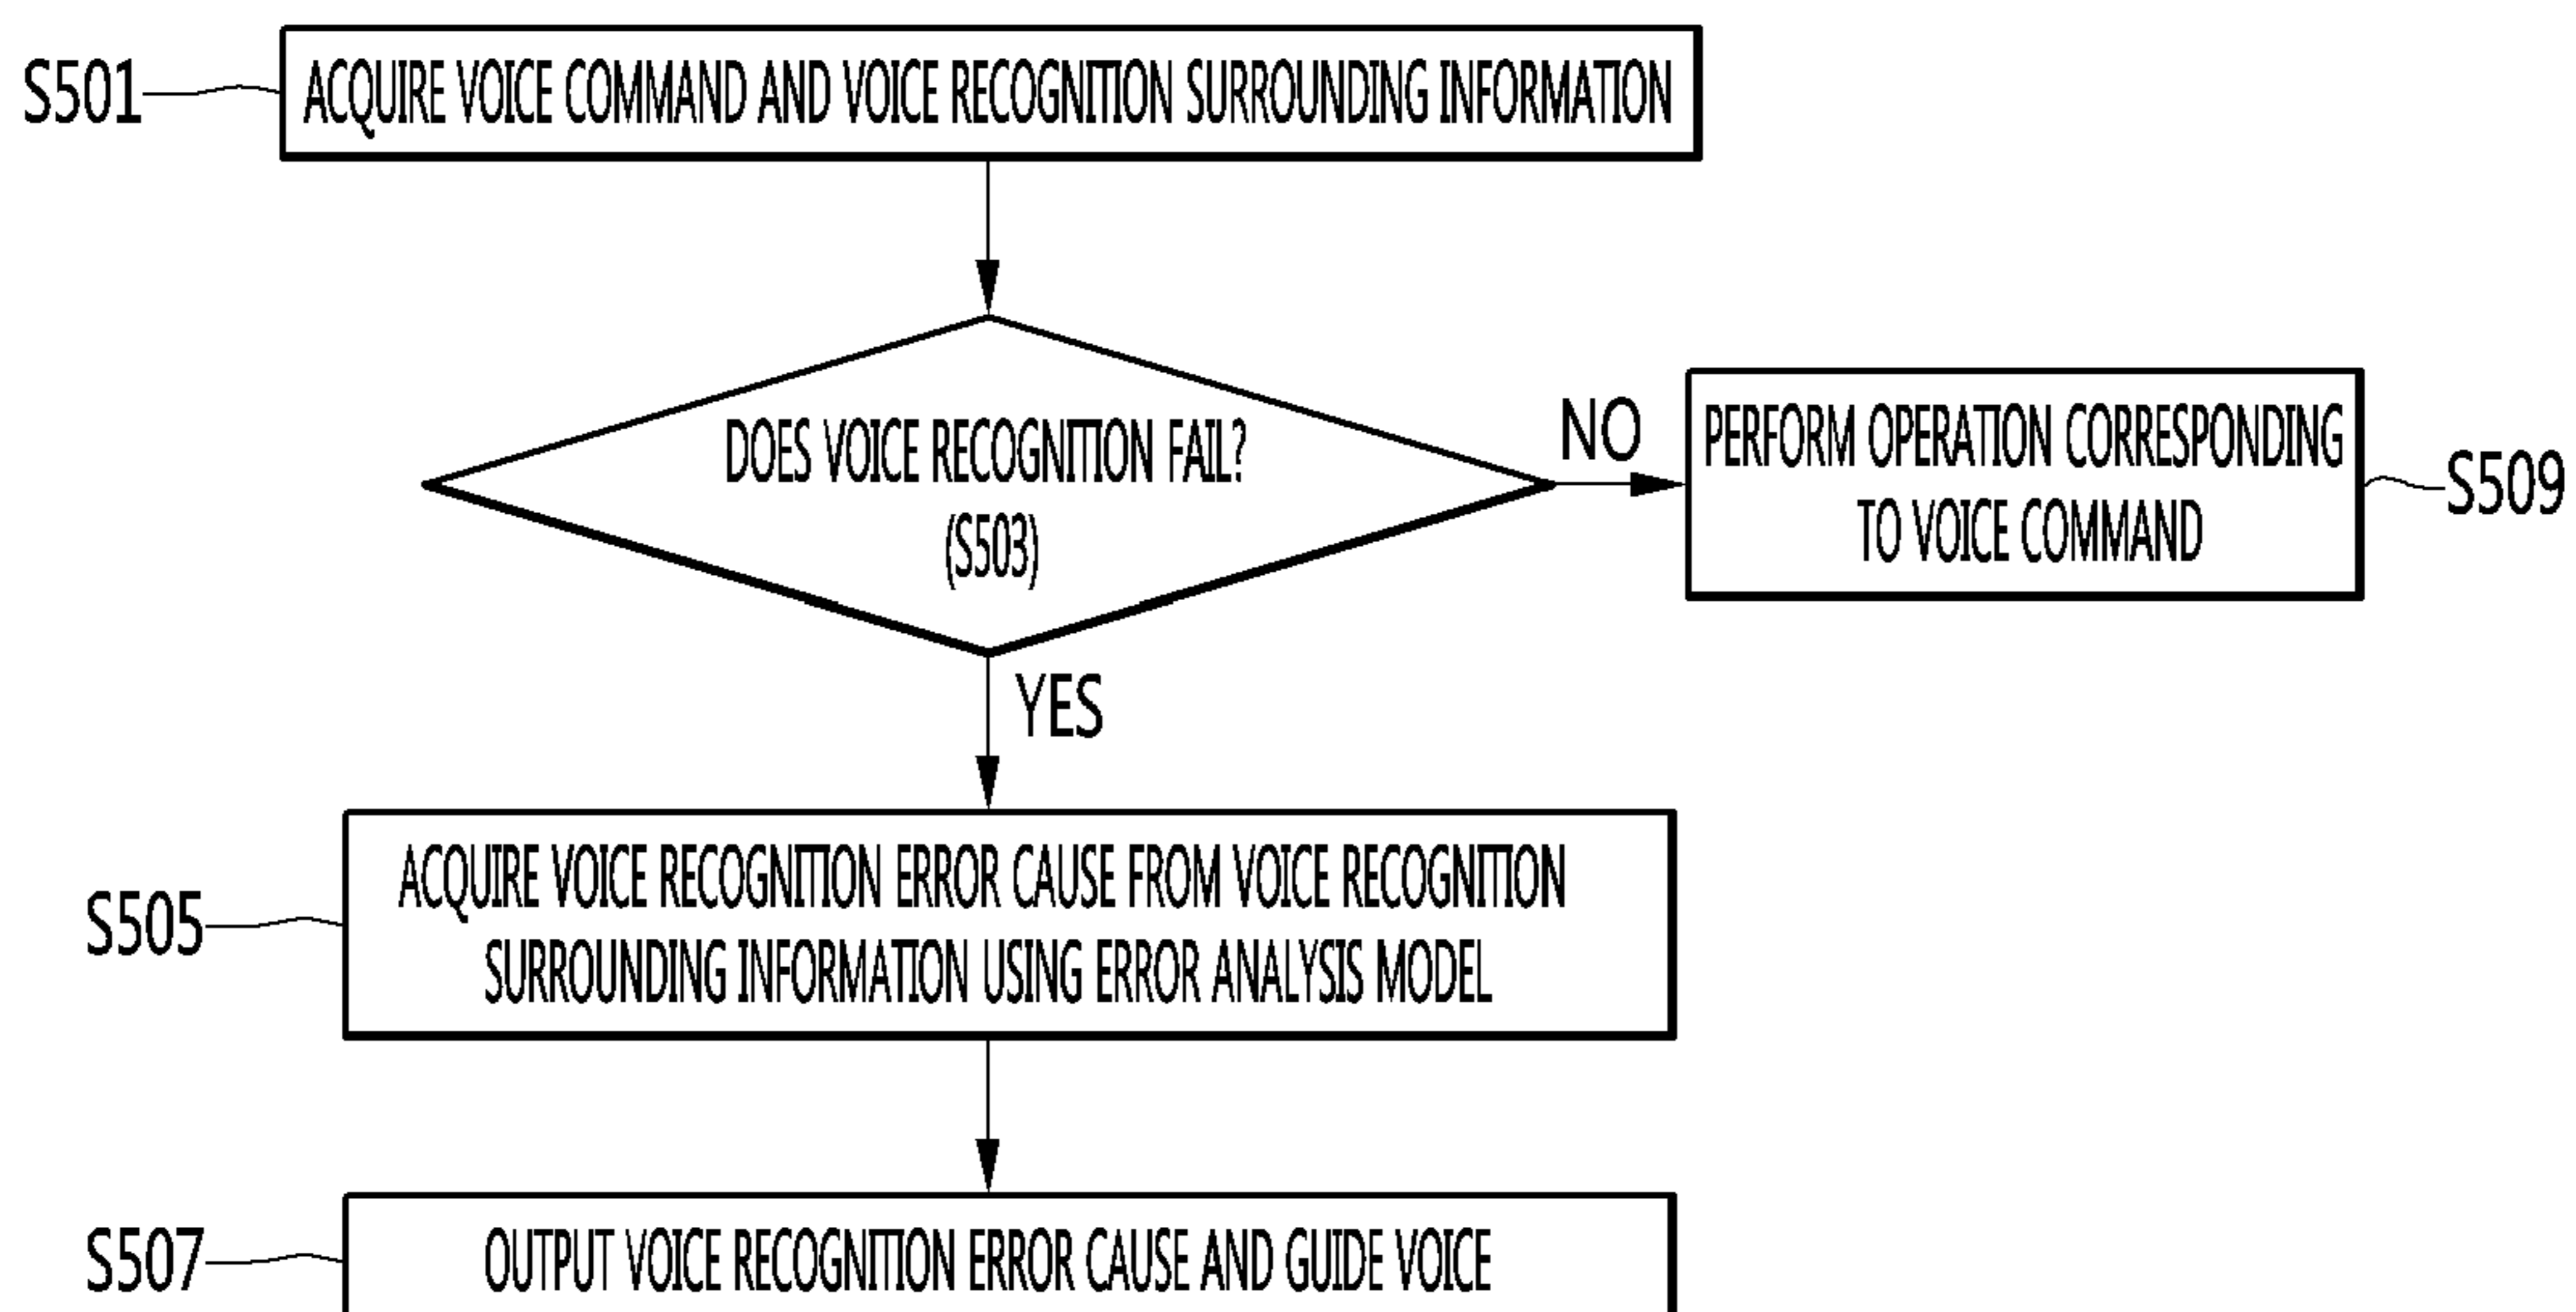 S501
ACQUIRE VOICE COMMAND AND VOICE RECOGNITION SURROUNDING INFORMATION
DOES VOICE RECOGNITION FAIL?
(S503)
NO
PERFORM OPERATION CORRESPONDING
TO VOICE COMMAND
S509
YES
S505
ACQUIRE VOICE RECOGNITION ERROR CAUSE FROM VOICE RECOGNITION
SURROUNDING INFORMATION USING ERROR ANALYSIS MODEL
S507
OUTPUT VOICE RECOGNITION ERROR CAUSE AND GUIDE VOICE